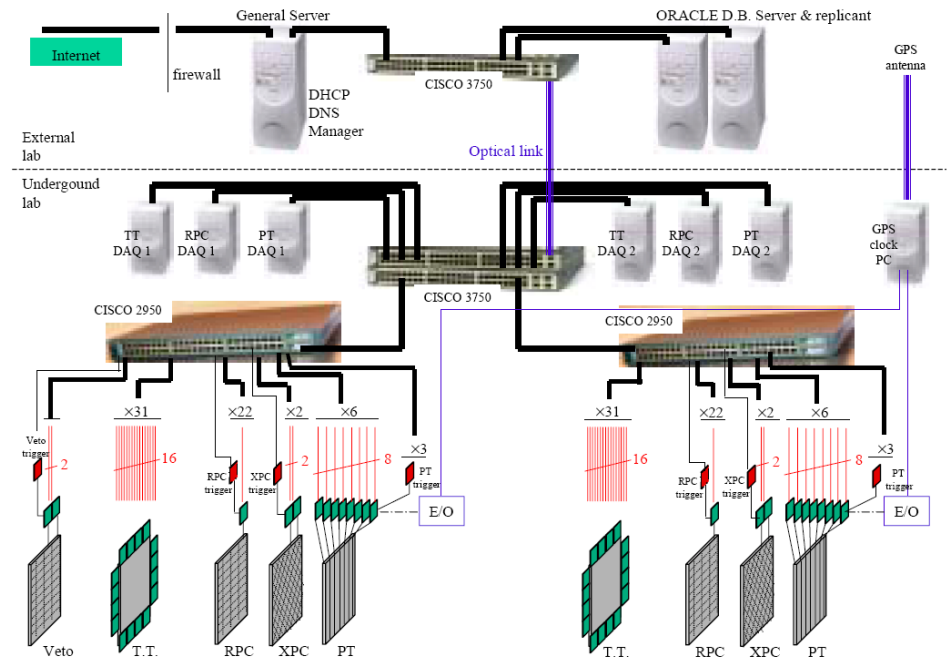 General Server
ORACLE D.B. Server & replicant
Internet
firewall
CISCO 3750
GPS
antenna
DHCP
DNS
Manager
External
lab
Optical link
Undergound
lab
TT
DAQ 1
RPC
DAQ 1
PT
DAQ 1
TT
DAQ 2
RPC
DAQ 2
PT
DAQ 2
GPS
clock
PC
CISCO 3750
CISCO 2950
CISCO 2950
×31
×22
×2
×6
×3
×31
×22
×2
×6
×3
Veto
trigger
2
16
RPC
trigger
XPC
trigger
2
8
PT
trigger
E/O
16
RPC
trigger
XPC
trigger
2
8
PT
trigger
E/O
Veto
T.T.
RPC
XPC
PT
T.T.
RPC
XPC
PT